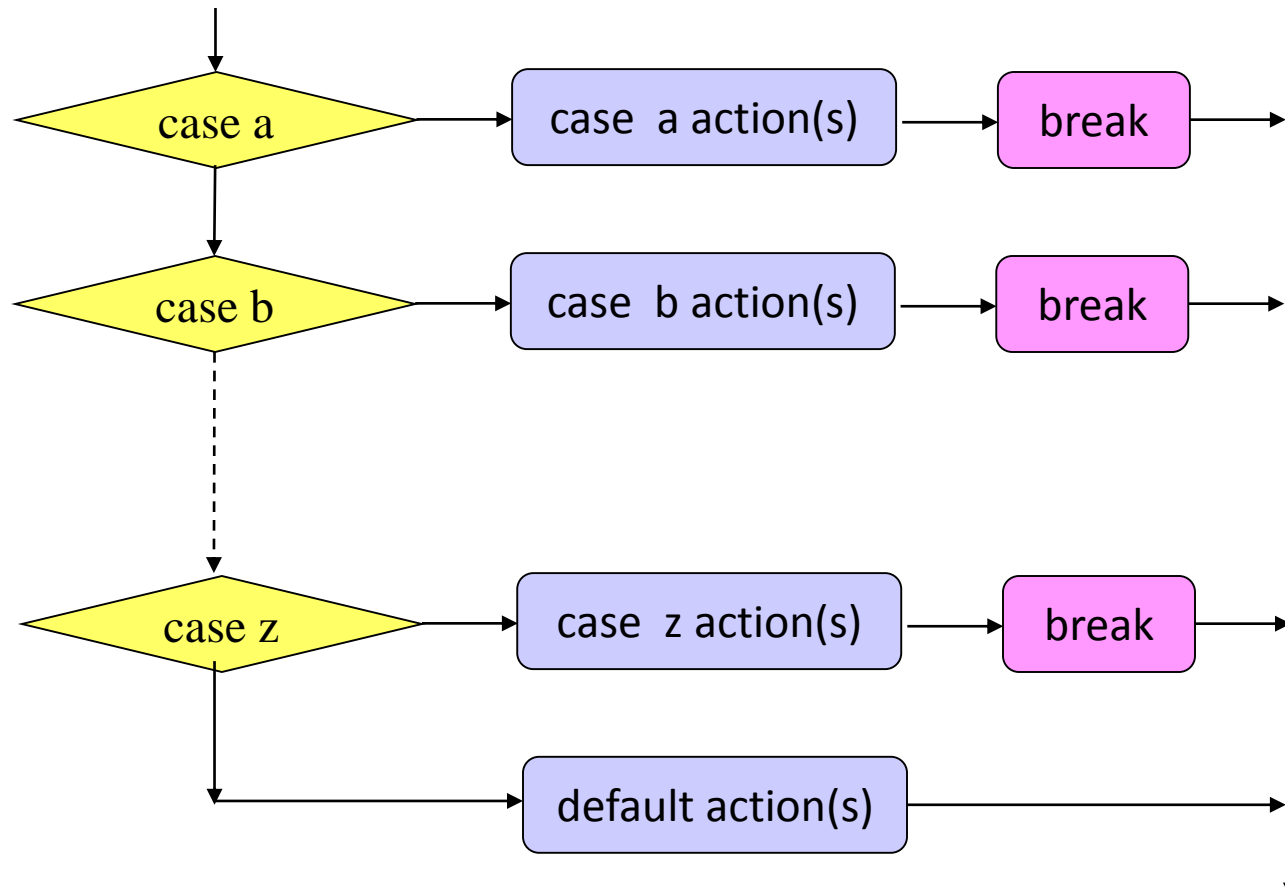 case a
case  a action(s)
break
case b
case  b action(s)
break
case z
case  z action(s)
break
default action(s)